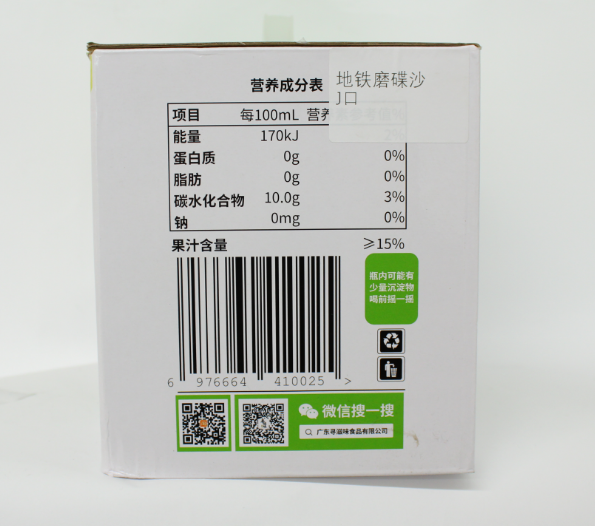 营养成分表
地铁磨碟沙
J口
项目 每100mL 营养
能量 170kJ 2%
蛋白质 0g 0%
脂肪 0g 0%
碳水化合物 10.0g 3%
钠 0mg 0%
果汁含量 ≥15%
瓶内可能有
少量沉淀物
喝前摇一摇
6 976664 410025 >
微信搜一搜
广东寻滋味食品有限公司